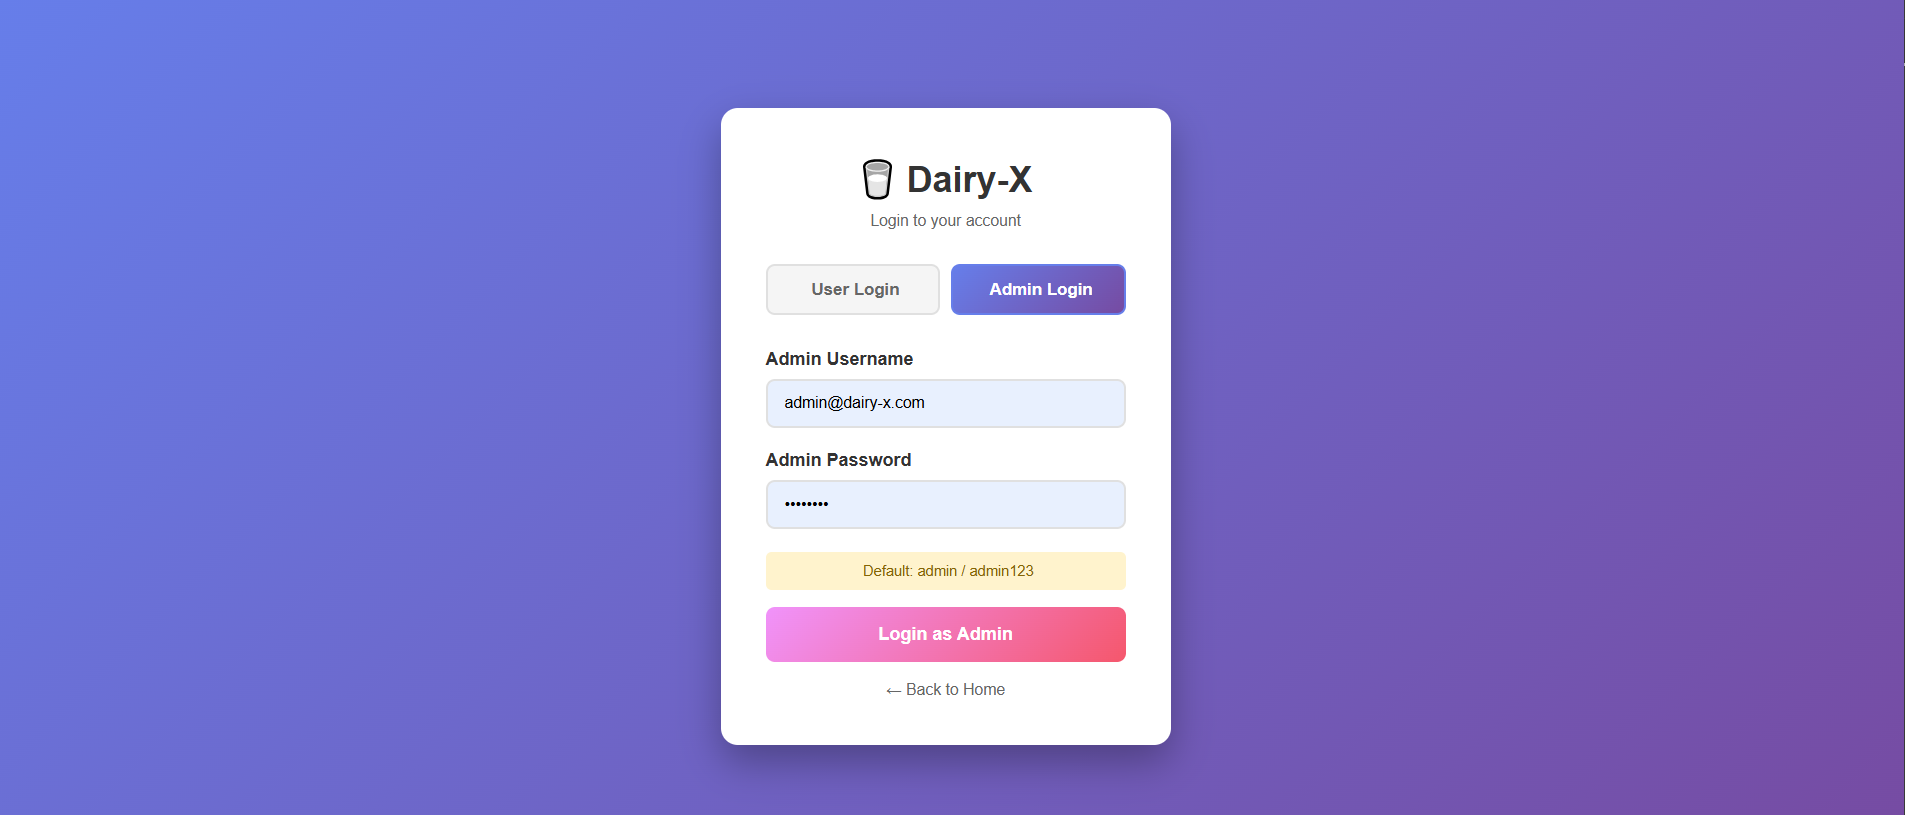 Dairy-X
Login to your account
User Login
Admin Login
Admin Username
admin@dairy-x.com
Admin Password
••••••••
Default: admin / admin123
Login as Admin
← Back to Home